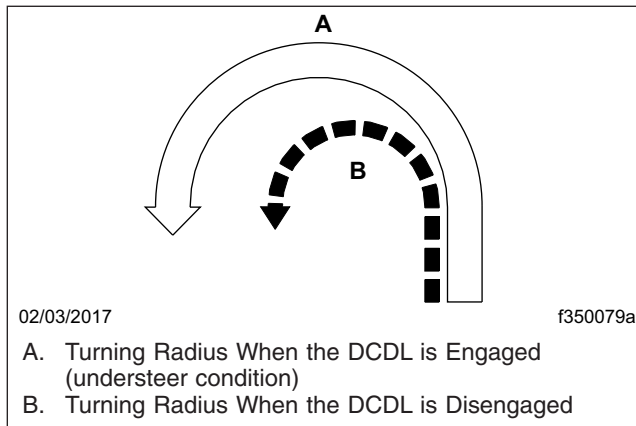 A
B
02/03/2017
f350079a
A. Turning Radius When the DCDL is Engaged
(understeer condition)
B. Turning Radius When the DCDL is Disengaged